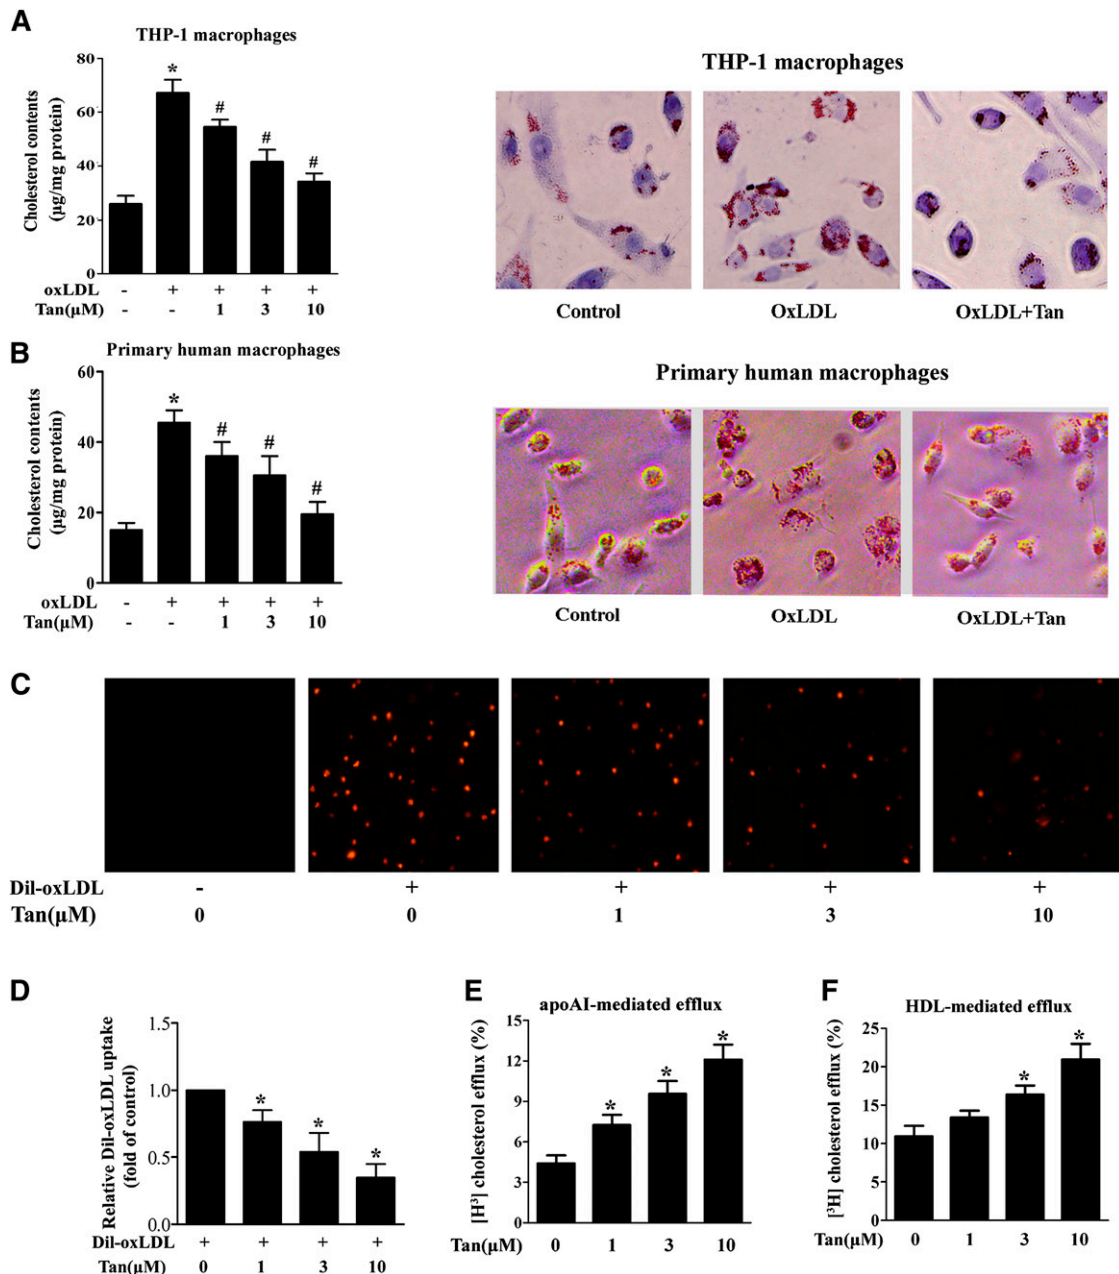 A
THP-1 macrophages
Cholesterol contents
(µg/mg protein)
80
60
40
20
0
oxLDL - + + + +
Tan(µM) - - 1 3 10
THP-1 macrophages
Control OxLDL OxLDL+Tan
* # # #
B
Primary human macrophages
Cholesterol contents
(µg/mg protein)
60
40
20
0
* # # #
oxLDL - + + + +
Tan(µM) - - 1 3 10
Primary human macrophages
Control OxLDL OxLDL+Tan
C
Dil-oxLDL - + + + +
Tan(µM) 0 0 1 3 10
D
Relative Dil-oxLDL uptake
(fold of control)
1.5
1.0
0.5
0.0
* * *
Dil-oxLDL + + + +
Tan(µM) 0 1 3 10
E
apoAI-mediated efflux
[H³] cholesterol efflux (%)
15
12
9
6
3
0
* * *
Tan(µM) 0 1 3 10
F
HDL-mediated efflux
[³H] cholesterol efflux (%)
25
20
15
10
5
0
* *
Tan(µM) 0 1 3 10